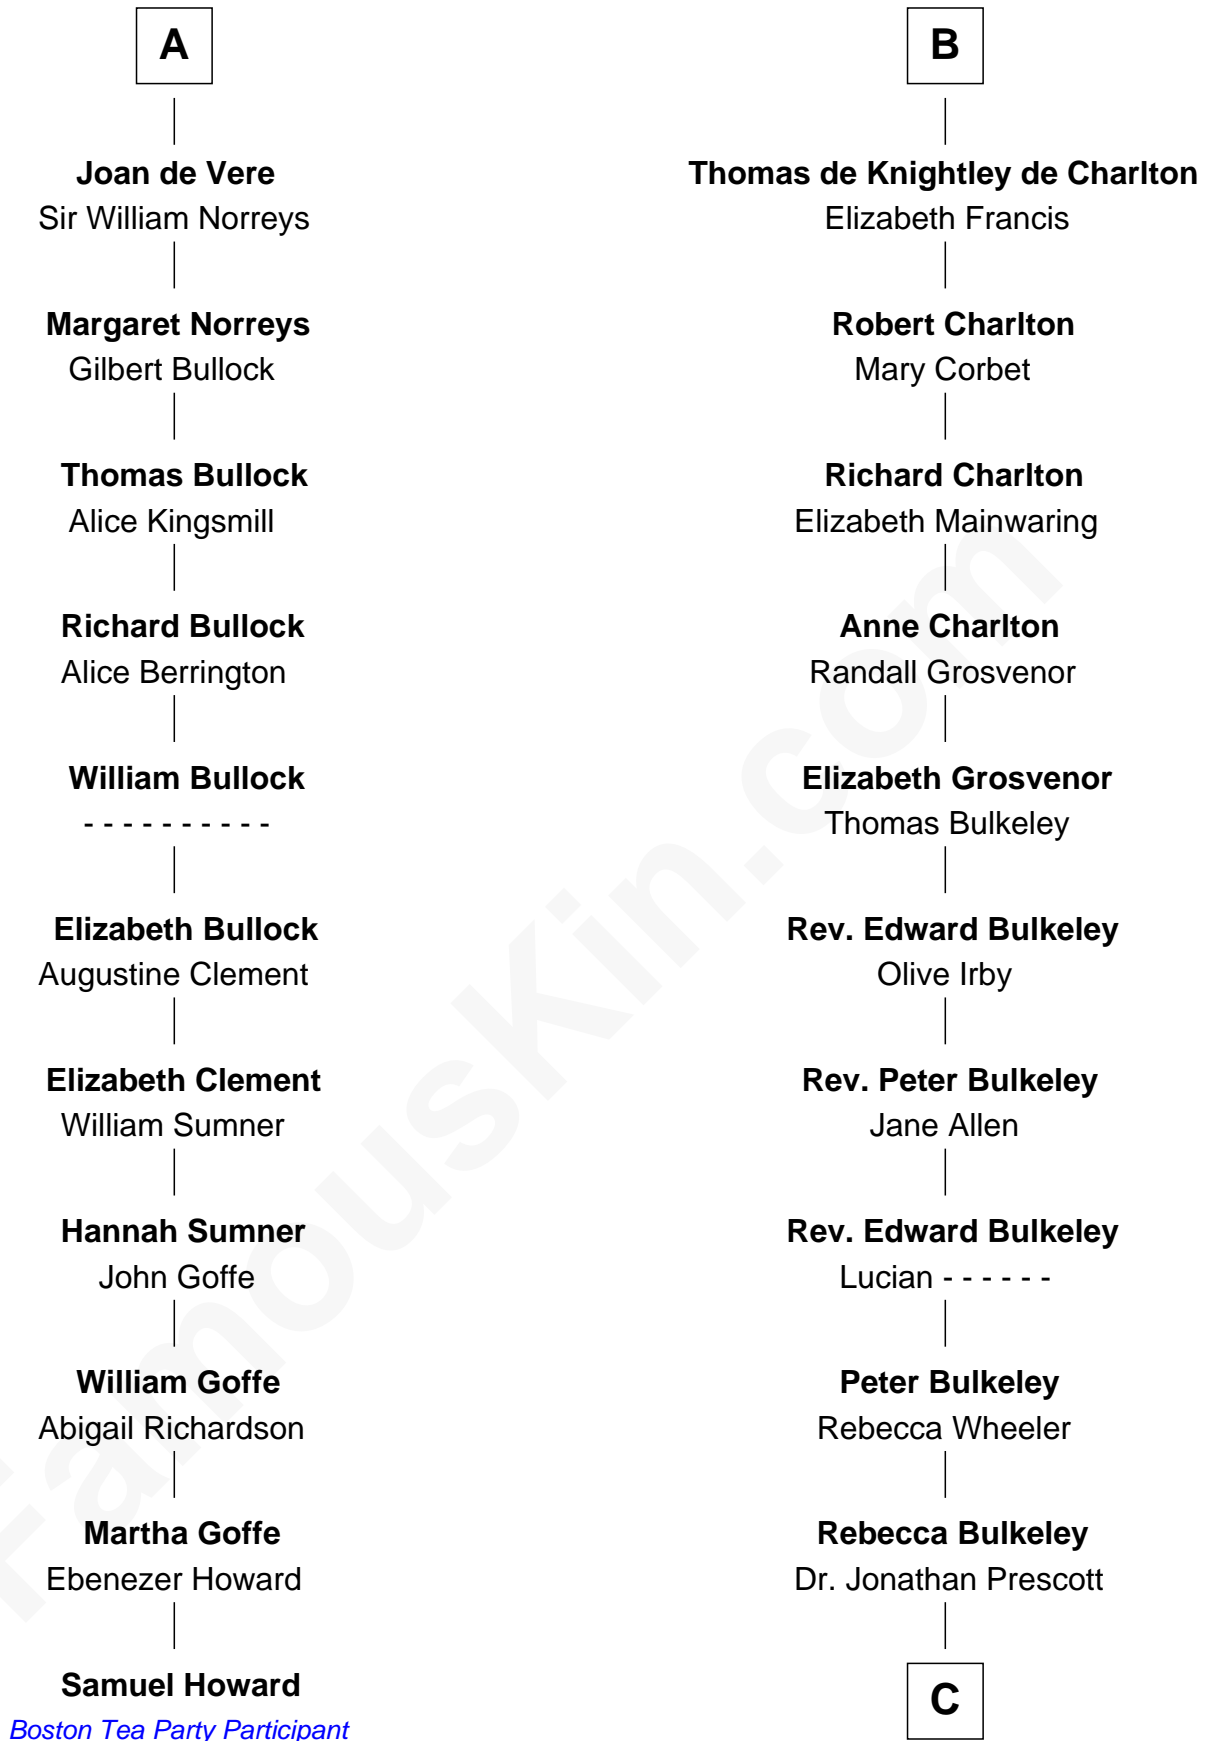 A
Joan de Vere
Sir William Norreys
Margaret Norreys
Gilbert Bullock
Thomas Bullock
Alice Kingsmill
Richard Bullock
Alice Berrington
William Bullock
- - - - - - - - - -
Elizabeth Bullock
Augustine Clement
Elizabeth Clement
William Sumner
Hannah Sumner
John Goffe
William Goffe
Abigail Richardson
Martha Goffe
Ebenezer Howard
Samuel Howard
Boston Tea Party Participant
B
Thomas de Knightley de Charlton
Elizabeth Francis
Robert Charlton
Mary Corbet
Richard Charlton
Elizabeth Mainwaring
Anne Charlton
Randall Grosvenor
Elizabeth Grosvenor
Thomas Bulkeley
Rev. Edward Bulkeley
Olive Irby
Rev. Peter Bulkeley
Jane Allen
Rev. Edward Bulkeley
Lucian - - - - - -
Peter Bulkeley
Rebecca Wheeler
Rebecca Bulkeley
Dr. Jonathan Prescott
C
FamousKin.com